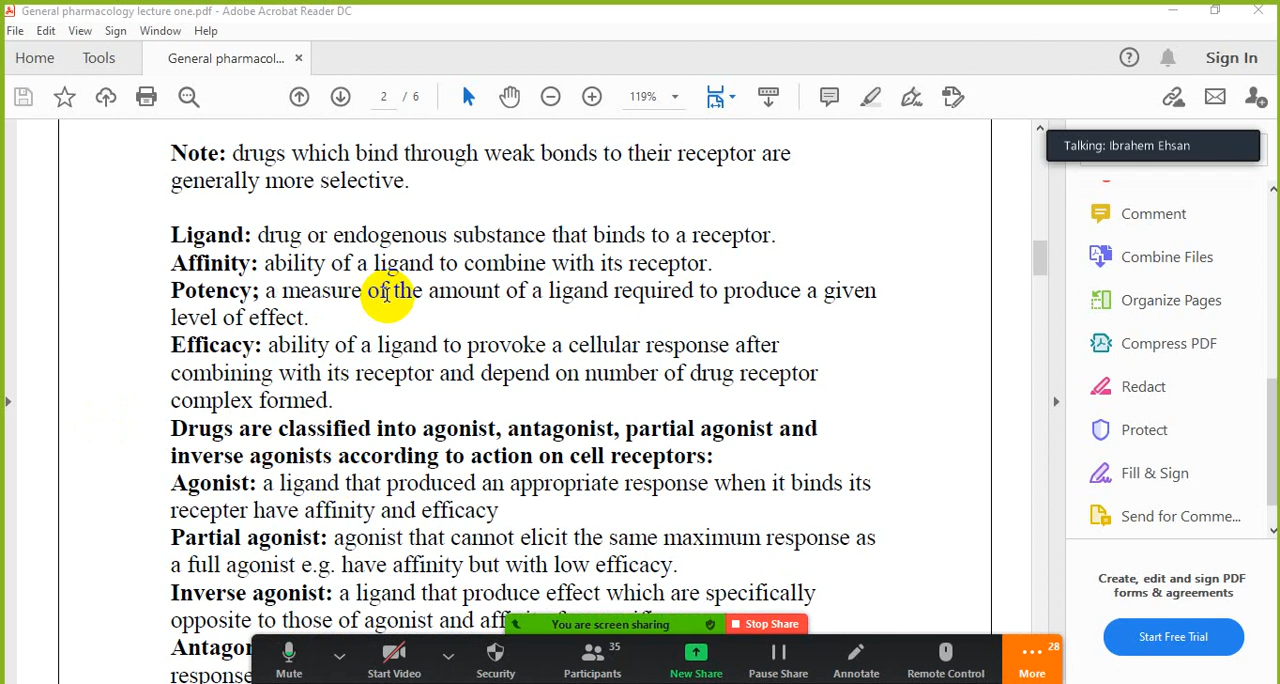 General pharmacology lecture one.pdf - Adobe Acrobat Reader DC
File Edit View Sign Window Help
Home Tools General pharmacol... × Sign In
2 / 6 119%
Talking: Ibrahem Ehsan
Note: drugs which bind through weak bonds to their receptor are
generally more selective.
Ligand: drug or endogenous substance that binds to a receptor.
Affinity: ability of a ligand to combine with its receptor.
Potency; a measure of the amount of a ligand required to produce a given
level of effect.
Efficacy: ability of a ligand to provoke a cellular response after
combining with its receptor and depend on number of drug receptor
complex formed.
Drugs are classified into agonist, antagonist, partial agonist and
inverse agonists according to action on cell receptors:
Agonist: a ligand that produced an appropriate response when it binds its
recepter have affinity and efficacy
Partial agonist: agonist that cannot elicit the same maximum response as
a full agonist e.g. have affinity but with low efficacy.
Inverse agonist: a ligand that produce effect which are specifically
opposite to those of agonist and
Comment
Combine Files
Organize Pages
Compress PDF
Redact
Protect
Fill & Sign
Send for Comme...
Create, edit and sign PDF
forms & agreements
Start Free Trial
You are screen sharing Stop Share
35 28
Mute Start Video Security Participants New Share Pause Share Annotate Remote Control More